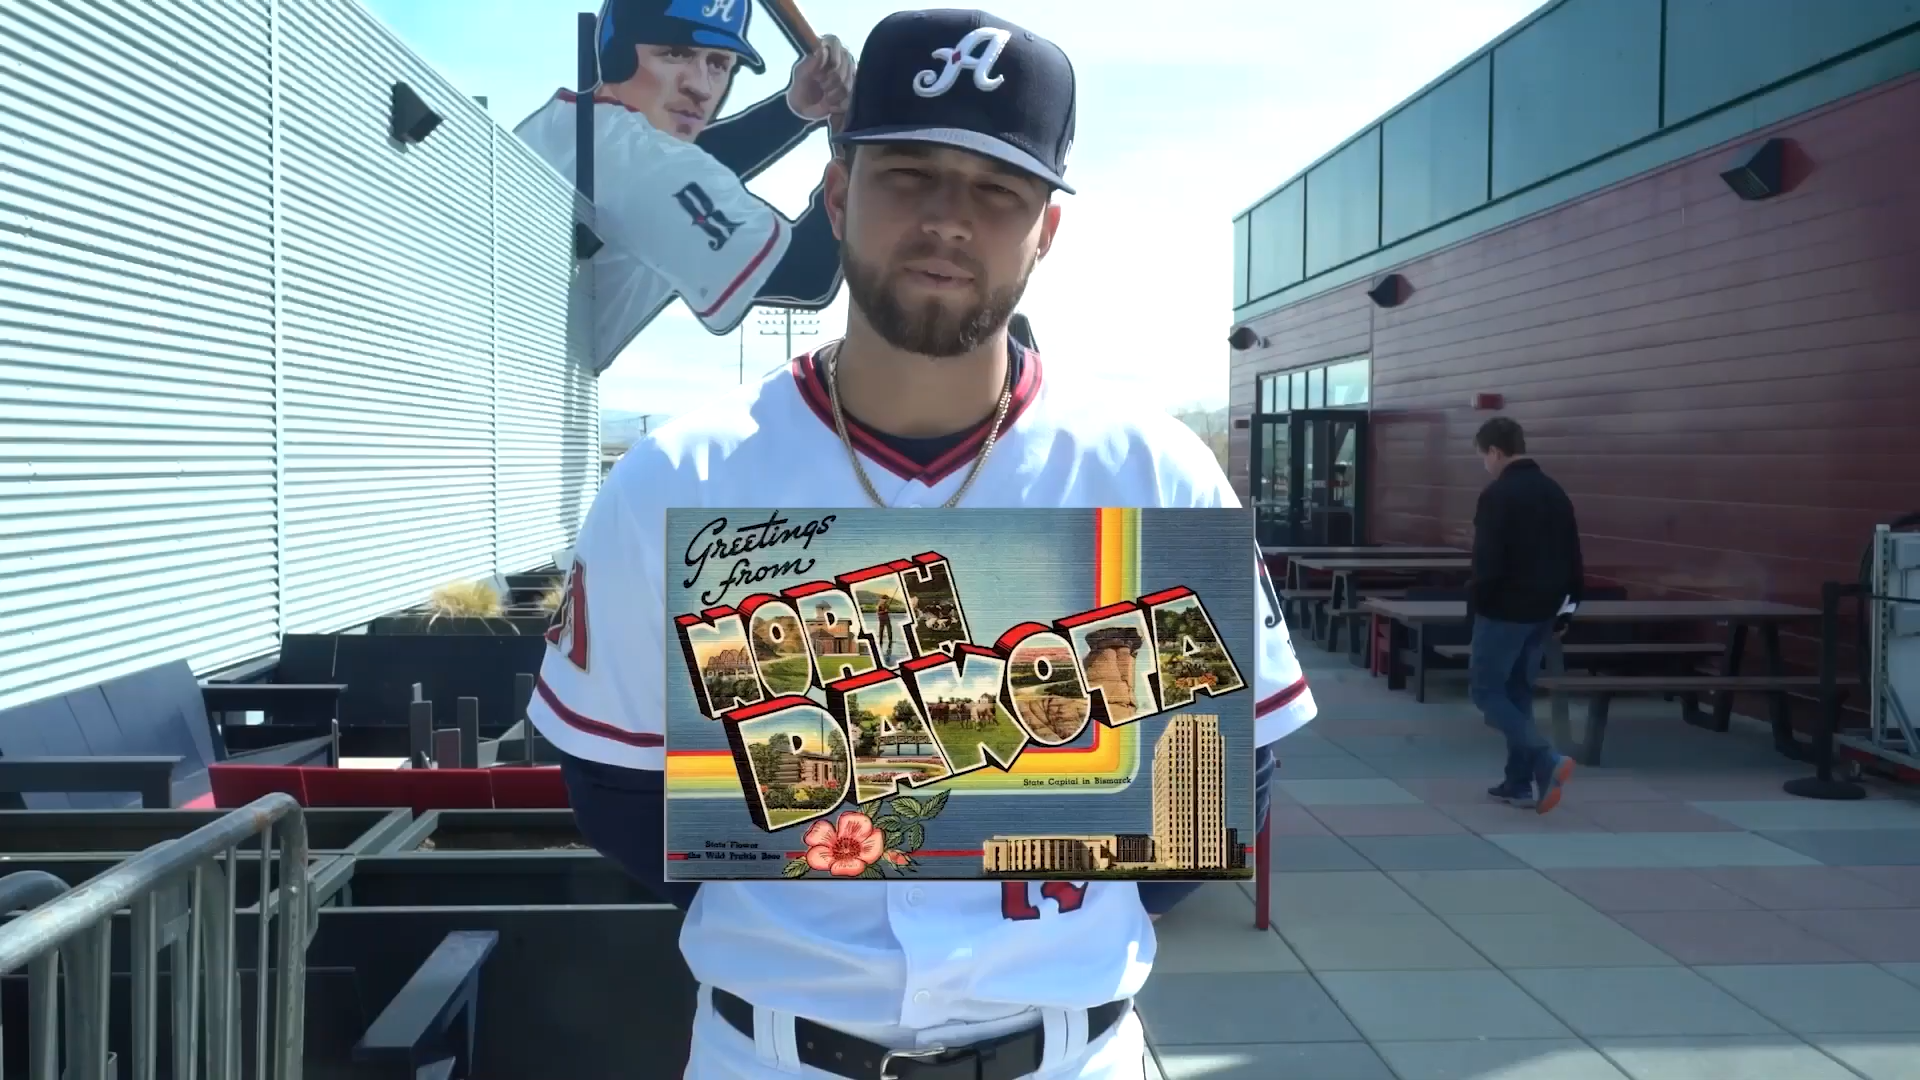 A
A
R
Greetings
from
NORTH
DAKOTA
State Capital in Bismarck
State Flower
the Wild Prairie Rose